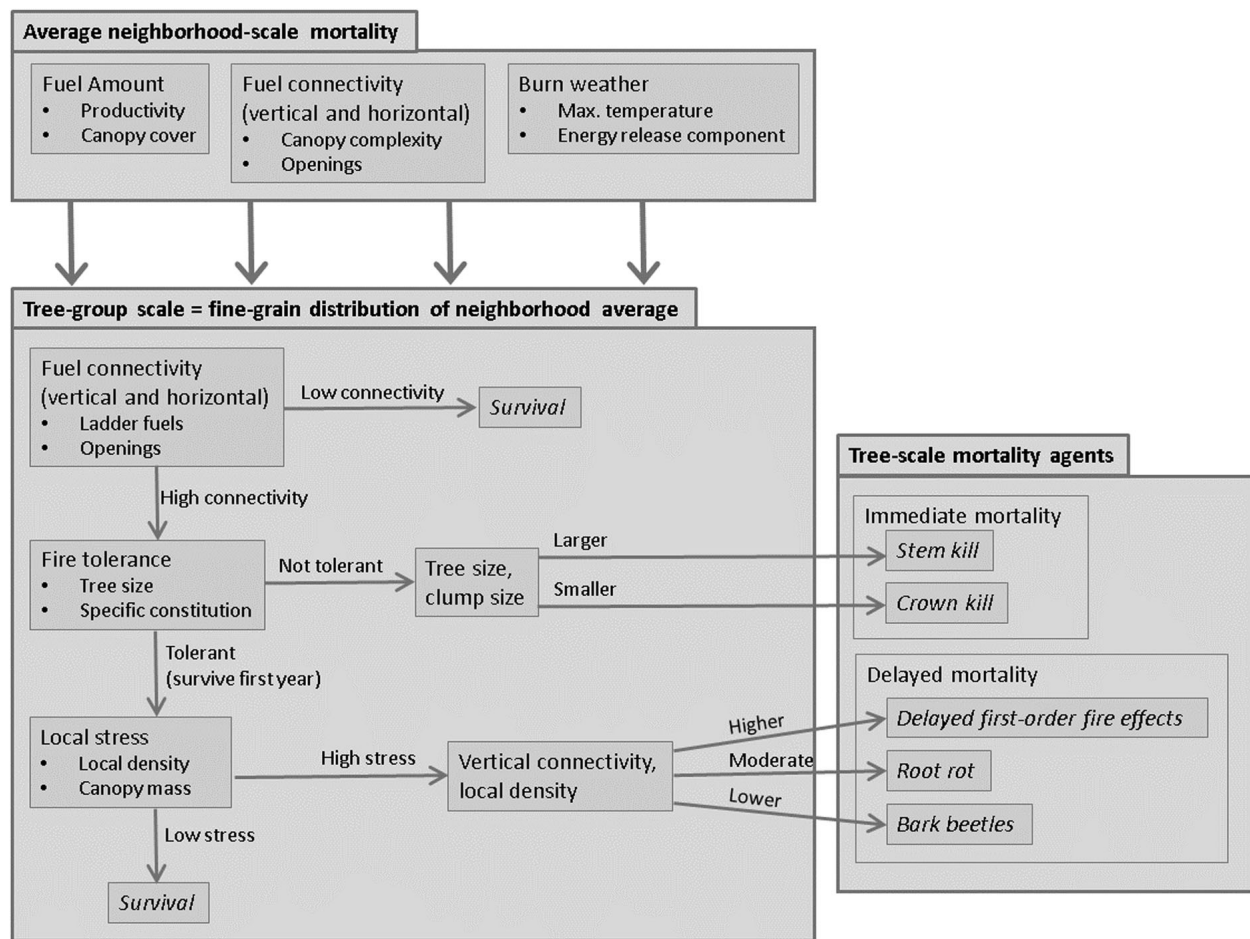 Average neighborhood-scale mortality
Fuel Amount
• Productivity
• Canopy cover
Fuel connectivity
(vertical and horizontal)
• Canopy complexity
• Openings
Burn weather
• Max. temperature
• Energy release component
Tree-group scale = fine-grain distribution of neighborhood average
Fuel connectivity
(vertical and horizontal)
• Ladder fuels
• Openings
Low connectivity
Survival
High connectivity
Fire tolerance
• Tree size
• Specific constitution
Not tolerant
Tree size,
clump size
Larger
Smaller
Tolerant
(survive first year)
Local stress
• Local density
• Canopy mass
High stress
Vertical connectivity,
local density
Higher
Moderate
Lower
Low stress
Survival
Tree-scale mortality agents
Immediate mortality
Stem kill
Crown kill
Delayed mortality
Delayed first-order fire effects
Root rot
Bark beetles